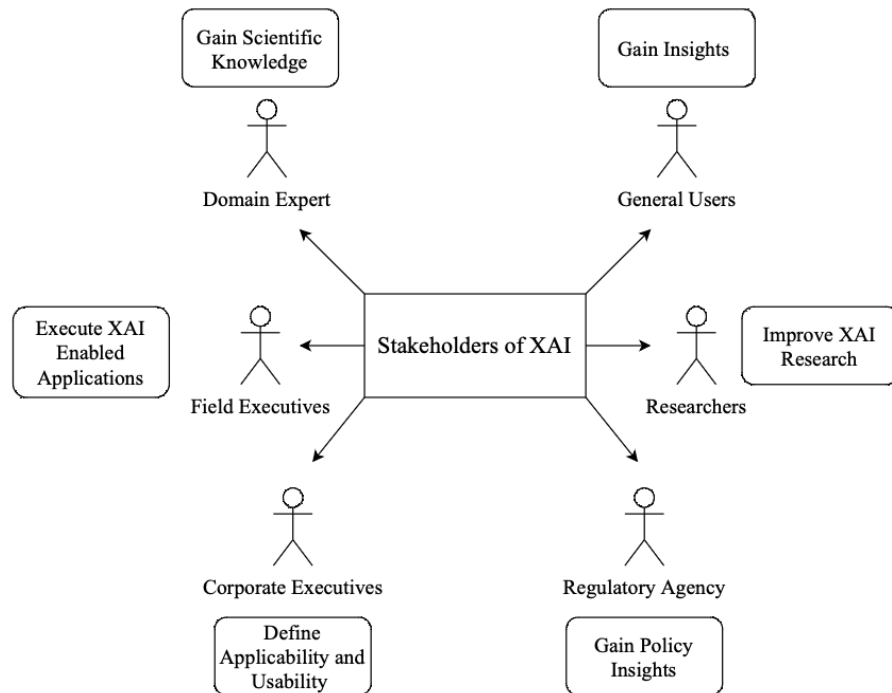 Gain Scientific
Knowledge
Gain Insights
Domain Expert
General Users
Execute XAI
Enabled
Applications
Field Executives
Stakeholders of XAI
Researchers
Improve XAI
Research
Corporate Executives
Regulatory Agency
Define
Applicability and
Usability
Gain Policy
Insights